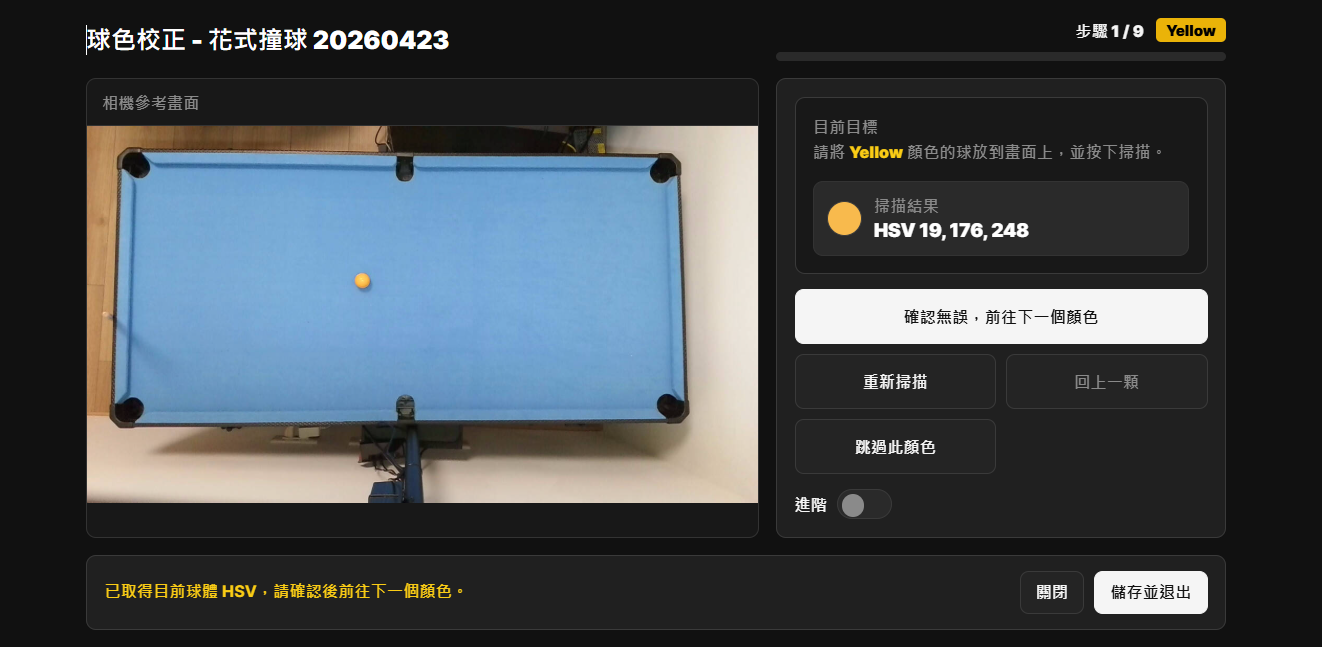 球色校正 - 花式撞球 20260423
步驟 1 / 9 Yellow
相機參考畫面
目前目標
請將 Yellow 顏色的球放到畫面上，並按下掃描。
掃描結果
HSV 19, 176, 248
確認無誤，前往下一個顏色
重新掃描 回上一顆
跳過此顏色
進階
已取得目前球體 HSV，請確認後前往下一個顏色。
關閉 儲存並退出